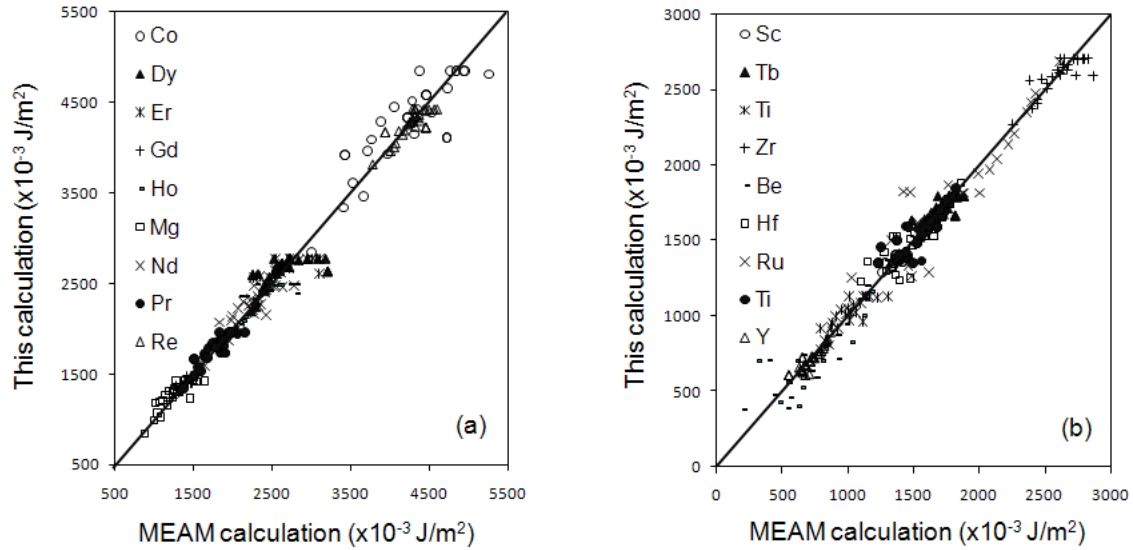 5500
4500
3500
2500
1500
500
This calculation (x10⁻³ J/m²)
Co
Dy
Er
Gd
Ho
Mg
Nd
Pr
Re
(a)
500 1500 2500 3500 4500 5500
MEAM calculation (x10⁻³ J/m²)
3000
2500
2000
1500
1000
500
0
This calculation (x10⁻³ J/m²)
Sc
Tb
Ti
Zr
Be
Hf
Ru
Ti
Y
(b)
0 500 1000 1500 2000 2500 3000
MEAM calculation (x10⁻³ J/m²)